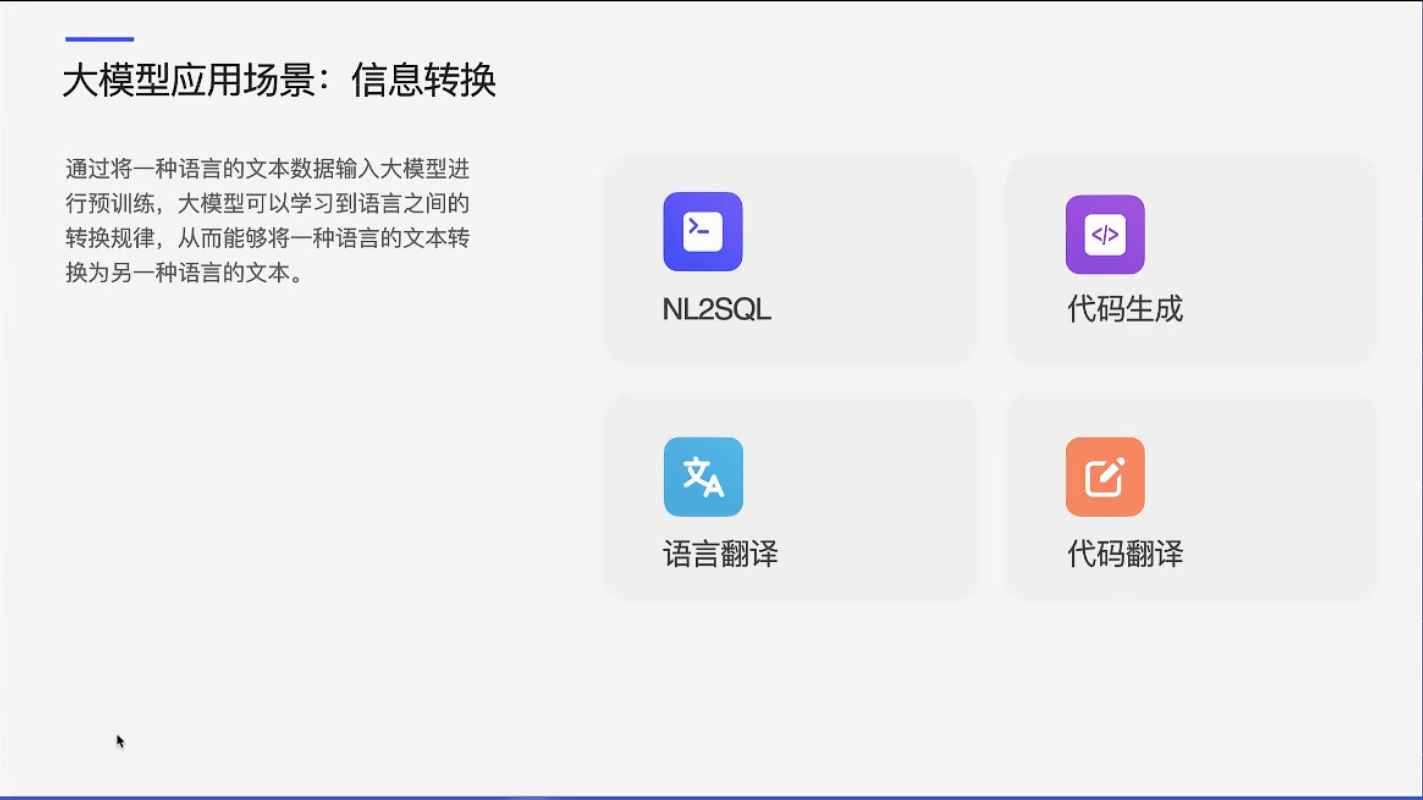 大模型应用场景：信息转换
通过将一种语言的文本数据输入大模型进
行预训练，大模型可以学习到语言之间的
转换规律，从而能够将一种语言的文本转
换为另一种语言的文本。
>_
NL2SQL
</>
代码生成
文A
语言翻译
代码翻译